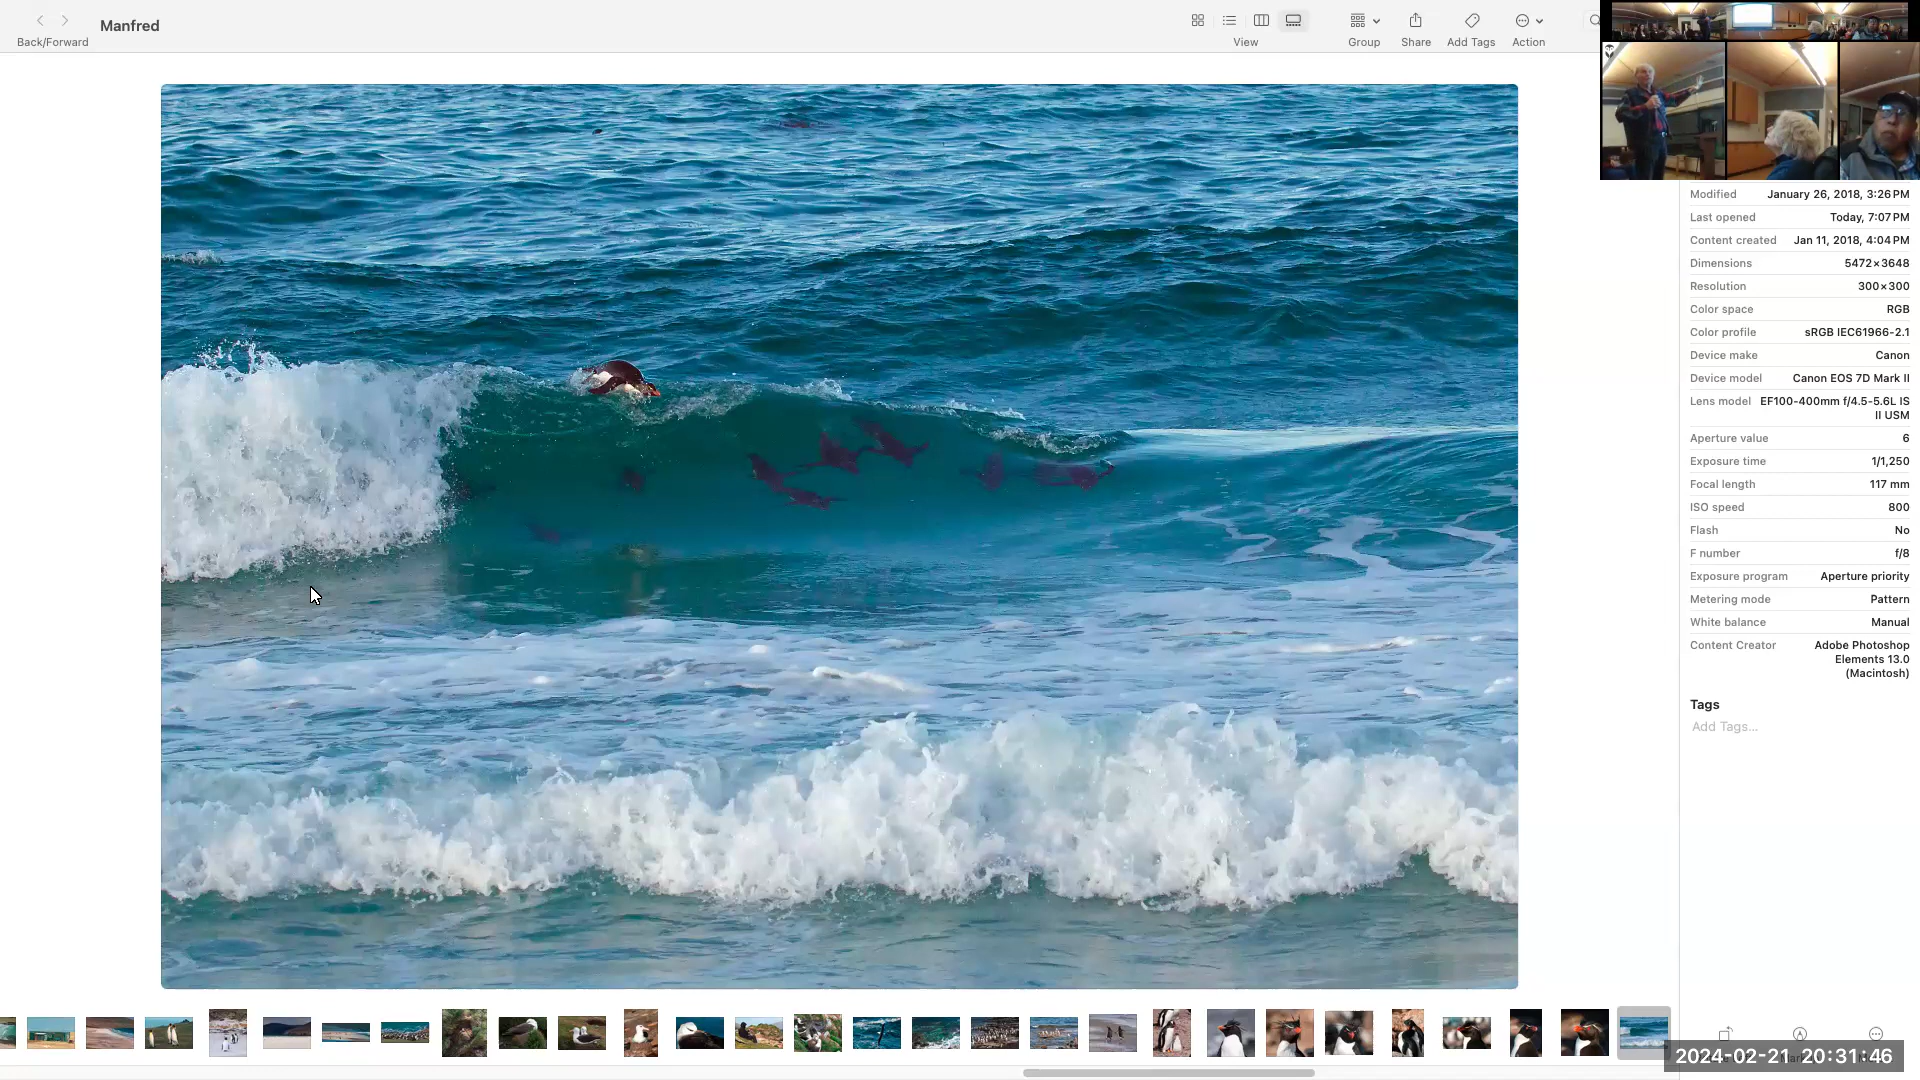 Manfred
Back/Forward
View
Group
Share
Add Tags
Action
Modified January 26, 2018, 3:26 PM
Last opened Today, 7:07 PM
Content created Jan 11, 2018, 4:04 PM
Dimensions 5472×3648
Resolution 300×300
Color space RGB
Color profile sRGB IEC61966-2.1
Device make Canon
Device model Canon EOS 7D Mark II
Lens model EF100-400mm f/4.5-5.6L IS
II USM
Aperture value 6
Exposure time 1/1,250
Focal length 117 mm
ISO speed 800
Flash No
F number f/8
Exposure program Aperture priority
Metering mode Pattern
White balance Manual
Content Creator Adobe Photoshop
Elements 13.0
(Macintosh)
Tags
Add Tags...
2024-02-21 20:31:46